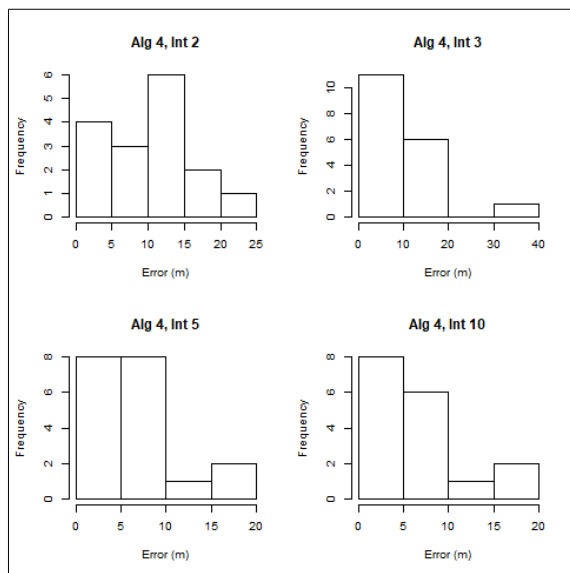 Alg 4, Int 2
Frequency
0 1 2 3 4 5 6
0 5 10 15 20 25
Error (m)
Alg 4, Int 3
Frequency
0 2 4 6 8 10
0 10 20 30 40
Error (m)
Alg 4, Int 5
Frequency
0 2 4 6 8
0 5 10 15 20
Error (m)
Alg 4, Int 10
Frequency
0 2 4 6 8
0 5 10 15 20
Error (m)